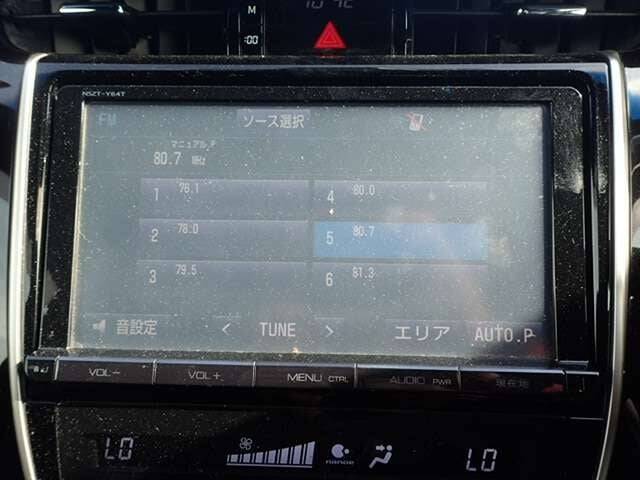 M
:00
NSZT-Y64T
FM ソース選択
マニュアル.P
80.7 MHz
1 76.1
4 80.0
2 78.0
5 80.7
3 79.5
6 81.3
音設定 < TUNE > エリア AUTO.P
VOL− VOL+ MENU CTRL AUDIO PWR 現在地
LO nanoe LO